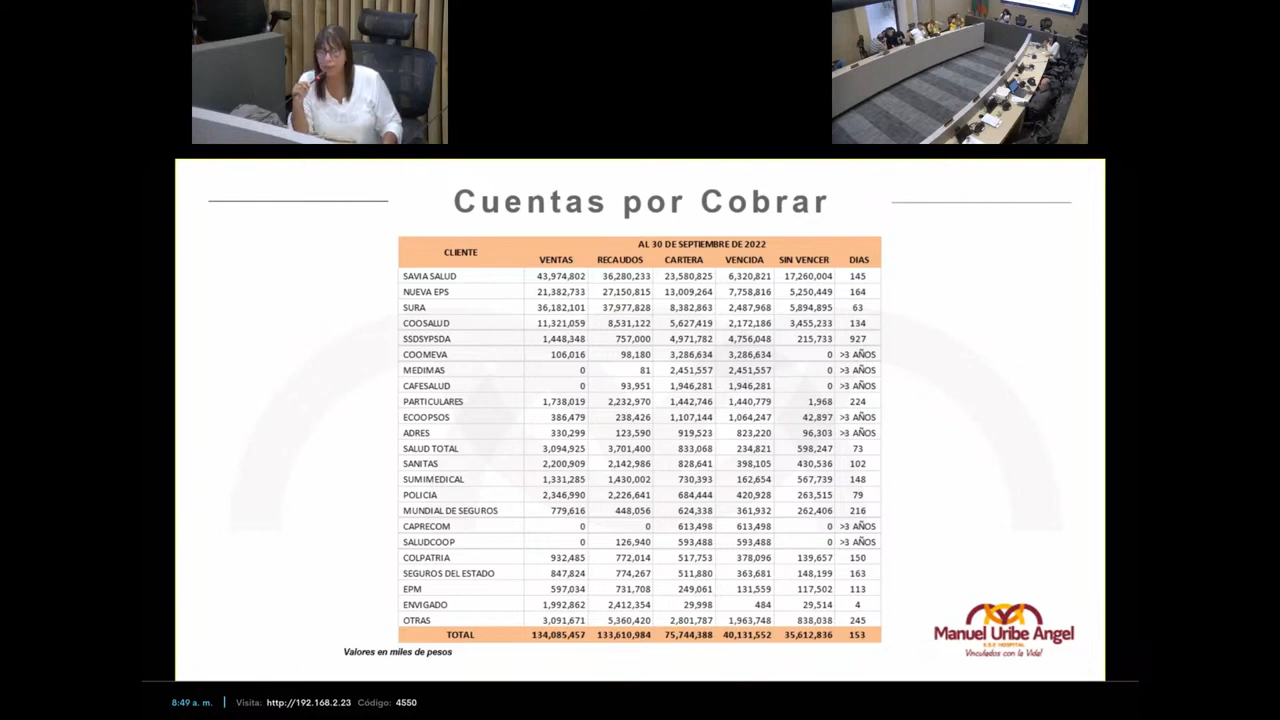 Cuentas por Cobrar
CLIENTE AL 30 DE SEPTIEMBRE DE 2022
VENTAS RECAUDOS CARTERA VENCIDA SIN VENCER DIAS
SAVIA SALUD 43,974,802 36,280,233 23,580,825 6,320,821 17,260,004 145
NUEVA EPS 21,382,733 27,150,815 13,009,264 7,758,816 5,250,449 164
SURA 36,182,101 37,977,828 8,382,863 2,487,968 5,894,895 63
COOSALUD 11,321,059 8,531,122 5,627,419 2,172,186 3,455,233 134
SSDSYPSDA 1,448,348 757,000 4,971,782 4,756,048 215,733 927
COOMEVA 106,016 98,180 3,286,634 3,286,634 0 >3 AÑOS
MEDIMAS 0 81 2,451,557 2,451,557 0 >3 AÑOS
CAFESALUD 0 93,951 1,946,281 1,946,281 0 >3 AÑOS
PARTICULARES 1,738,019 2,232,970 1,442,746 1,440,779 1,968 224
ECOOPSOS 386,479 238,426 1,107,144 1,064,247 42,897 >3 AÑOS
ADRES 330,299 123,590 919,523 823,220 96,303 >3 AÑOS
SALUD TOTAL 3,094,925 3,701,400 833,068 234,821 598,247 73
SANITAS 2,200,909 2,142,986 828,641 398,105 430,536 102
SUMIMEDICAL 1,331,285 1,430,002 730,393 162,654 567,739 148
POLICIA 2,346,990 2,226,641 684,444 420,928 263,515 79
MUNDIAL DE SEGUROS 779,616 448,056 624,338 361,932 262,406 216
CAPRECOM 0 0 613,498 613,498 0 >3 AÑOS
SALUDCOOP 0 126,940 593,488 593,488 0 >3 AÑOS
COLPATRIA 932,485 772,014 517,753 378,096 139,657 150
SEGUROS DEL ESTADO 847,824 774,267 511,880 363,681 148,199 163
EPM 597,034 731,708 249,061 131,559 117,502 113
ENVIGADO 1,992,862 2,412,354 29,998 484 29,514 4
OTRAS 3,091,671 5,360,420 2,801,787 1,963,748 838,038 245
TOTAL 134,085,457 133,610,984 75,744,388 40,131,552 35,612,836 153
Valores en miles de pesos
Manuel Uribe Angel
E.S.E HOSPITAL
Vinculados con la Vida!
8:49 a. m. | Visita: http://192.168.2.23 Código: 4550